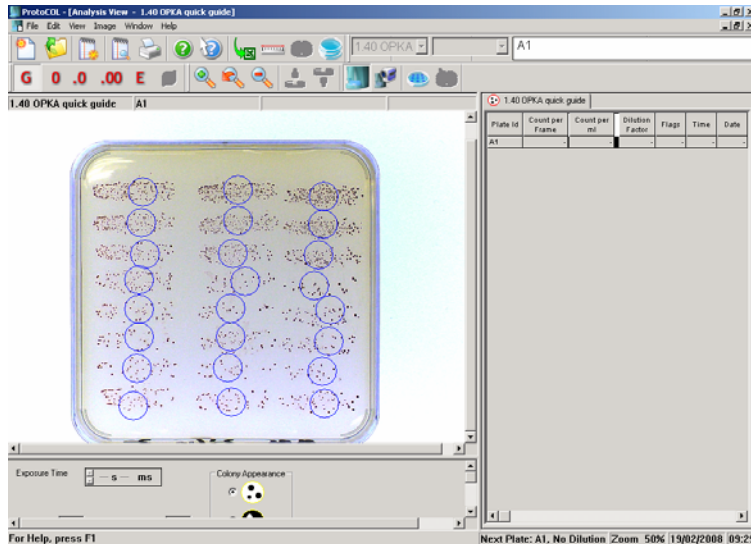 ProtoCOL - [Analysis View - 1.40 OPKA quick guide]
File Edit View Image Window Help
1.40 OPKA
A1
G 0 .0 .00 E
1.40 OPKA quick guide A1
1.40 OPKA quick guide
Plate Id Count per Frame Count per ml Dilution Factor Flags Time Date
A1 - - - - - -
Exposure Time - s - ms
Colony Appearance
For Help, press F1
Next Plate: A1, No Dilution Zoom 50% 19/02/2008 09:2